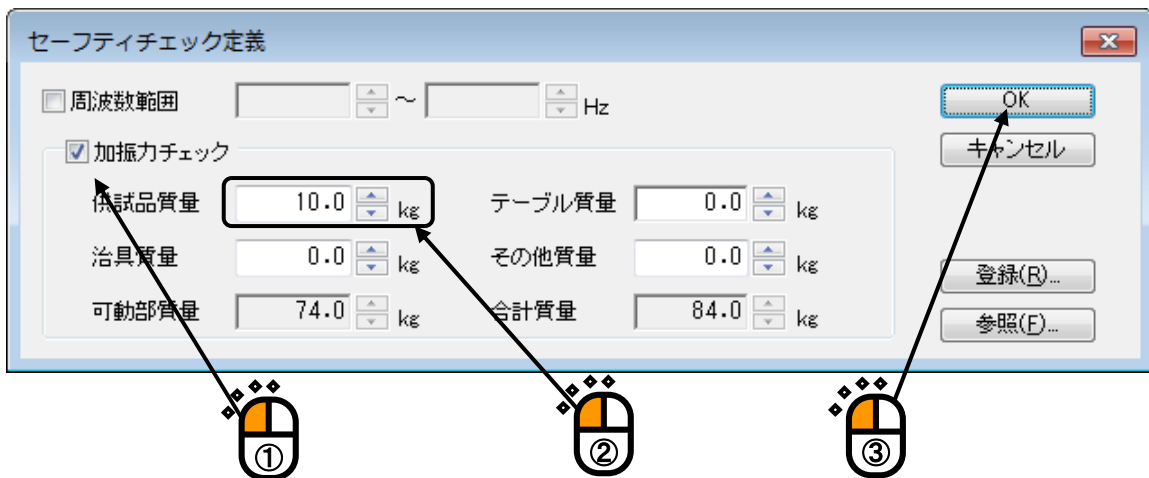 セーフティチェック定義
周波数範囲 ～ Hz OK
加振力チェック キャンセル
供試品質量 10.0 kg テーブル質量 0.0 kg
治具質量 0.0 kg その他質量 0.0 kg 登録(R)...
可動部質量 74.0 kg 合計質量 84.0 kg 参照(F)...
① ② ③